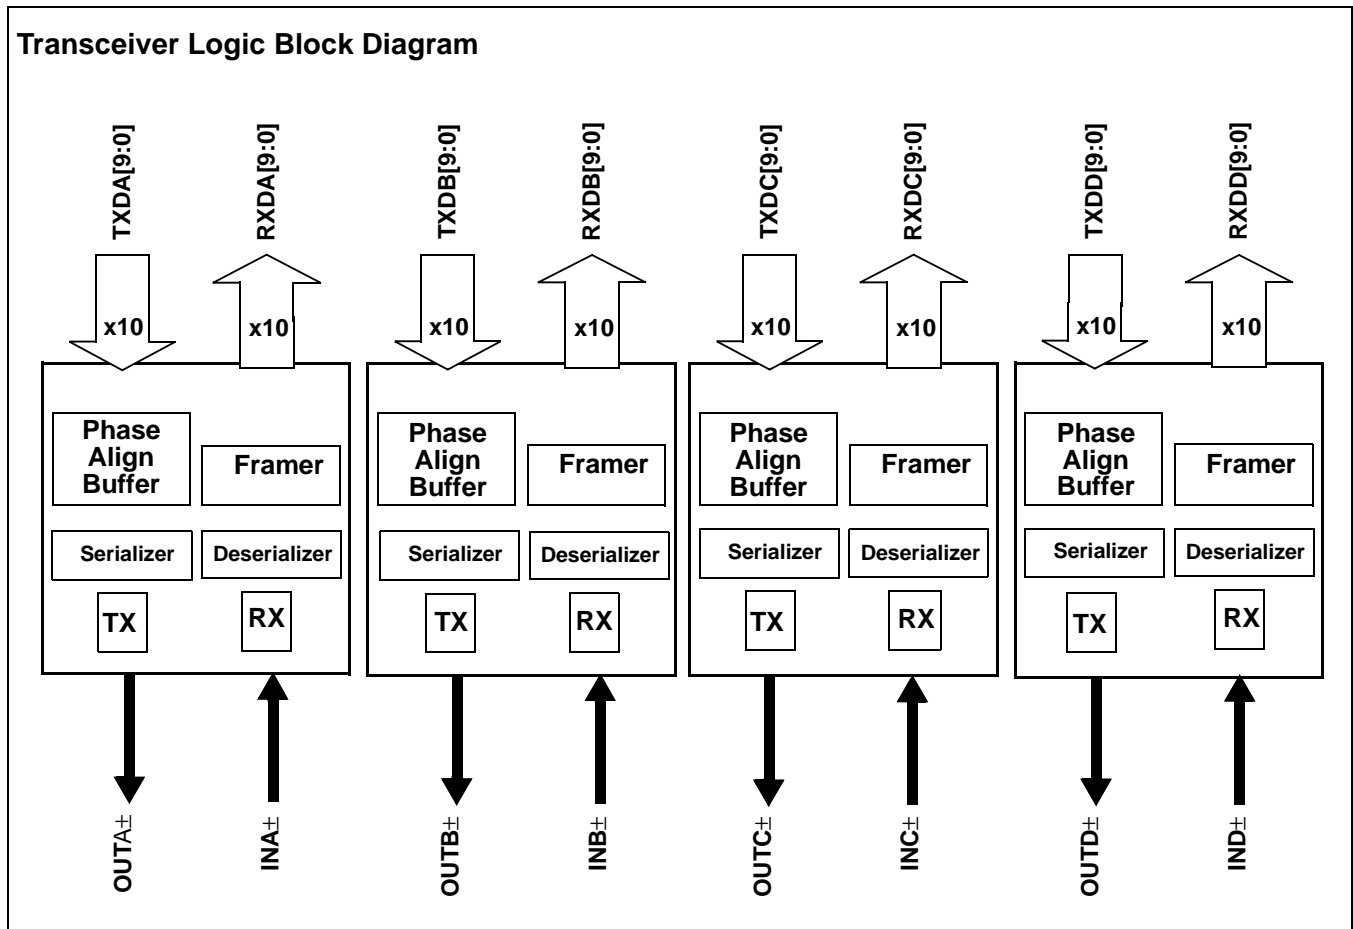 Transceiver Logic Block Diagram
TXDA[9:0]
RXDA[9:0]
TXDB[9:0]
RXDB[9:0]
TXDC[9:0]
RXDC[9:0]
TXDD[9:0]
RXDD[9:0]
x10
x10
x10
x10
x10
x10
x10
x10
Phase
Align
Buffer
Framer
Phase
Align
Buffer
Framer
Phase
Align
Buffer
Framer
Phase
Align
Buffer
Framer
Serializer
Deserializer
Serializer
Deserializer
Serializer
Deserializer
Serializer
Deserializer
TX
RX
TX
RX
TX
RX
TX
RX
OUTA±
INA±
OUTB±
INB±
OUTC±
INC±
OUTD±
IND±